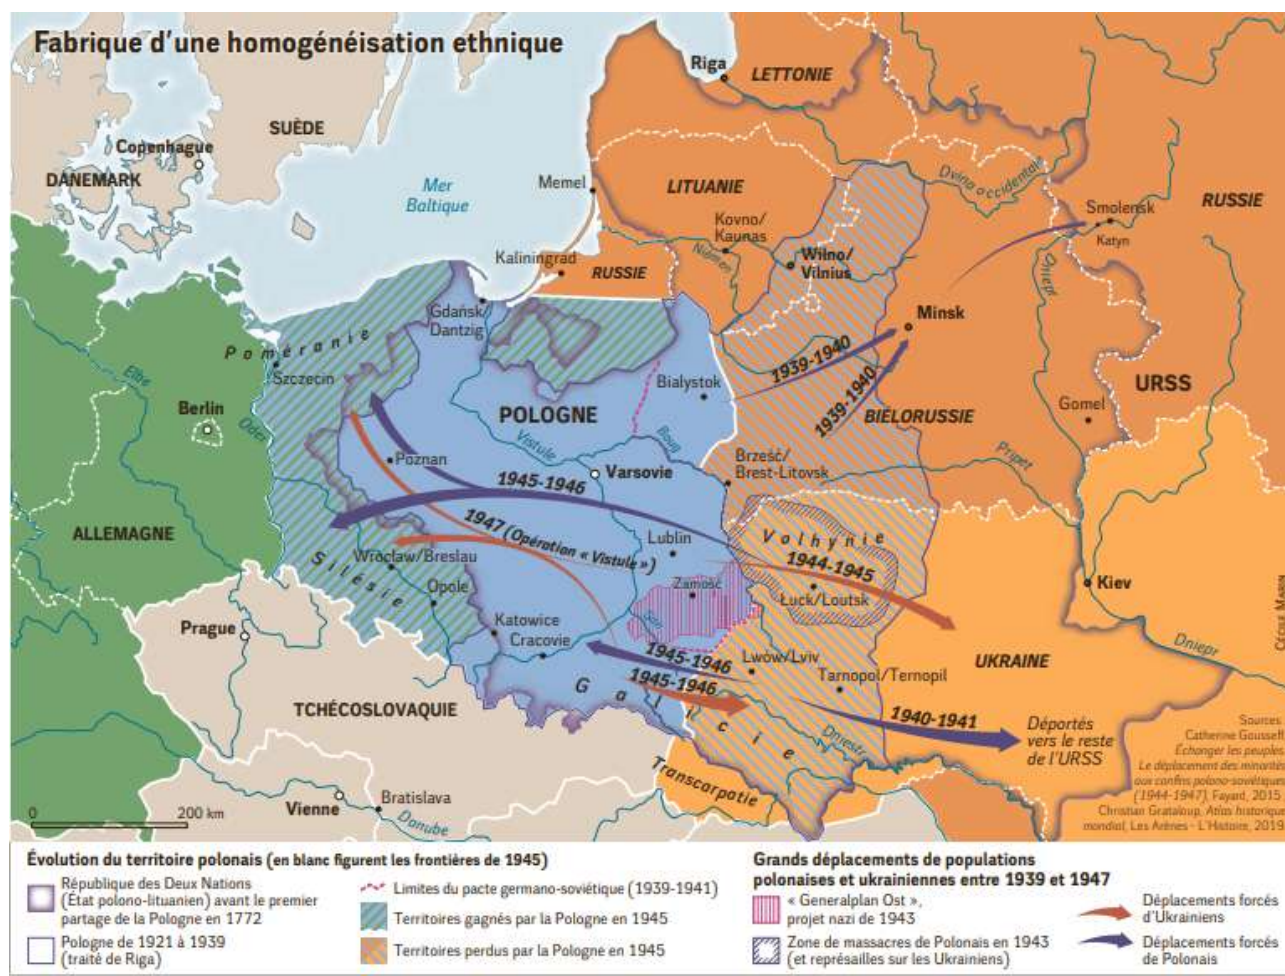 Fabrique d'une homogénéisation ethnique
Riga
LETTONIE
SUÈDE
Copenhague
DANEMARK
Mer
Baltique
Memel
LITUANIE
Dvina occidentale
RUSSIE
Smolensk
Katyn
Kovno/
Kaunas
Niémen
Wilno/
Vilnius
Kaliningrad
RUSSIE
Dniepr
Gdańsk/
Dantzig
Minsk
Poméranie
Szczecin
1939-1940
Elbe
Bialystok
URSS
Berlin
Oder
POLOGNE
1939-1940
BIÉLORUSSIE
Gomel
Vistule
Boug
Poznan
Varsovie
Brześć/
Brest-Litovsk
Pripet
1945-1946
ALLEMAGNE
1947 (Opération « Vistule »)
Lublin
Volhynie
1944-1945
Wrocław/Breslau
Silésie
Opole
Zamość
Łuck/Loutsk
Kiev
San
Prague
Katowice
Cracovie
Dniepr
CÉCILE MARIN
1945-1946
Lwów/Lviv
UKRAINE
1945-1946
Tarnopol/Ternopil
Galicie
TCHÉCOSLOVAQUIE
1940-1941
Déportés
vers le reste
de l'URSS
Dniestr
Transcarpatie
Sources:
Catherine Gousseff,
Échanger les peuples.
Le déplacement des minorités
aux confins polono-soviétiques
(1944-1947), Fayard, 2015.
Christian Grataloup, Atlas historique
mondial, Les Arènes - L'Histoire, 2019.
Vienne
Bratislava
Danube
0 200 km
Évolution du territoire polonais (en blanc figurent les frontières de 1945)
République des Deux Nations
(État polono-lituanien) avant le premier
partage de la Pologne en 1772
Pologne de 1921 à 1939
(traité de Riga)
Limites du pacte germano-soviétique (1939-1941)
Territoires gagnés par la Pologne en 1945
Territoires perdus par la Pologne en 1945
Grands déplacements de populations
polonaises et ukrainiennes entre 1939 et 1947
« Generalplan Ost »,
projet nazi de 1943
Zone de massacres de Polonais en 1943
(et représailles sur les Ukrainiens)
Déplacements forcés
d'Ukrainiens
Déplacements forcés
de Polonais